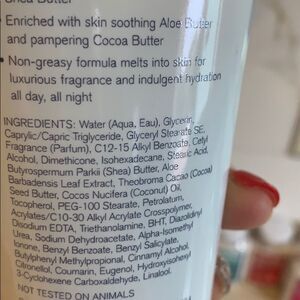 Shea Butter
Enriched with skin soothing Aloe Butter
and pampering Cocoa Butter
• Non-greasy formula melts into skin for
luxurious fragrance and indulgent hydration
all day, all night
INGREDIENTS: Water (Aqua, Eau), Glycerin,
Caprylic/Capric Triglyceride, Glyceryl Stearate SE,
Fragrance (Parfum), C12-15 Alkyl Benzoate, Cetyl
Alcohol, Dimethicone, Isohexadecane, Stearic Acid,
Butyrospermum Parkii (Shea) Butter, Aloe
Barbadensis Leaf Extract, Theobroma Cacao (Cocoa)
Seed Butter, Cocos Nucifera (Coconut) Oil,
Tocopherol, PEG-100 Stearate, Petrolatum,
Acrylates/C10-30 Alkyl Acrylate Crosspolymer,
Disodium EDTA, Triethanolamine, BHT, Diazolidinyl
Urea, Sodium Dehydroacetate, Alpha-Isomethyl
Ionone, Benzyl Benzoate, Benzyl Salicylate,
Butylphenyl Methylpropional, Cinnamyl Alcohol,
Citronellol, Coumarin, Eugenol, Hydroxyisohexyl
3-Cyclohexene Carboxaldehyde, Linalool.
NOT TESTED ON ANIMALS